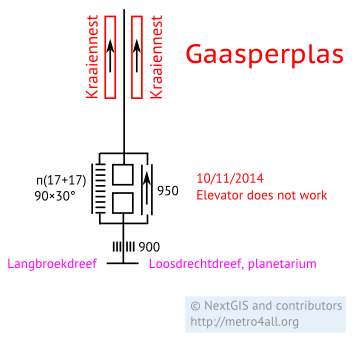 Kraaiennest
Kraaiennest
Gaasperplas
п(17+17)
90×30°
950
10/11/2014
Elevator does not work
900
Langbroekdreef
Loosdrechtdreef, planetarium
© NextGIS and contributors
http://metro4all.org